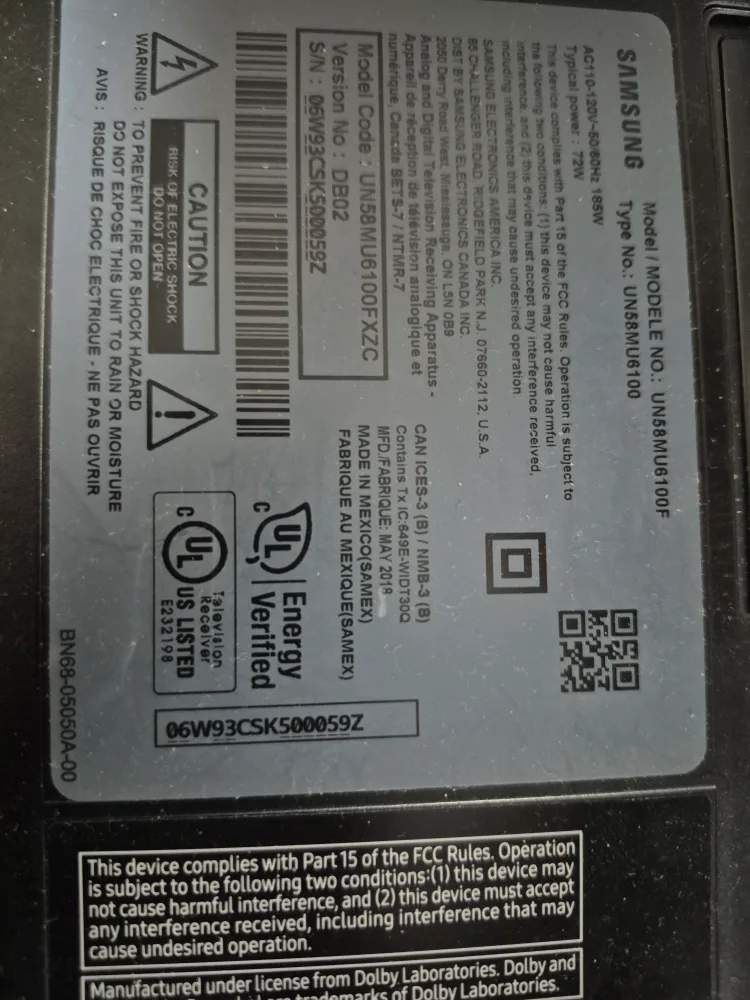 SAMSUNG
Model / MODELE NO.: UN58MU6100F
Type No.: UN58MU6100
AC110-120V~50/60Hz 185W
Typical power : 72W
This device complies with Part 15 of the FCC Rules. Operation is subject to
the following two conditions: (1) this device may not cause harmful
interference, and (2) this device must accept any interference received,
including interference that may cause undesired operation.
SAMSUNG ELECTRONICS AMERICA INC.
85 CHALLENGER ROAD, RIDGEFIELD PARK N.J. 07660-2112, U.S.A.
DIST BY SAMSUNG ELECTRONICS CANADA INC.
2050 Derry Road West, Mississauga, ON L5N 0B9
Analog and Digital Television Receiving Apparatus -
Appareil de réception de télévision analogique et
numérique, Canada BETS-7 / NTMR-7
Model Code : UN58MU6100FXZC
Version No : DB02
S/N : 06W93CSK500059Z
CAN ICES-3 (B) / NMB-3 (B)
Contains Tx IC:649E-WIDT30Q
MFD./FABRIQUE: MAY 2018
MADE IN MEXICO(SAMEX)
FABRIQUE AU MEXIQUE(SAMEX)
CAUTION
RISK OF ELECTRIC SHOCK
DO NOT OPEN
WARNING : TO PREVENT FIRE OR SHOCK HAZARD
DO NOT EXPOSE THIS UNIT TO RAIN OR MOISTURE
AVIS : RISQUE DE CHOC ELECTRIQUE - NE PAS OUVRIR
UL Energy
C Verified
C UL US LISTED
Television
Receiver
E232198
06W93CSK500059Z
BN68-05050A-00
This device complies with Part 15 of the FCC Rules. Operation
is subject to the following two conditions:(1) this device may
not cause harmful interference, and (2) this device must accept
any interference received, including interference that may
cause undesired operation.
Manufactured under license from Dolby Laboratories. Dolby and
trademarks of Dolby Laboratories.